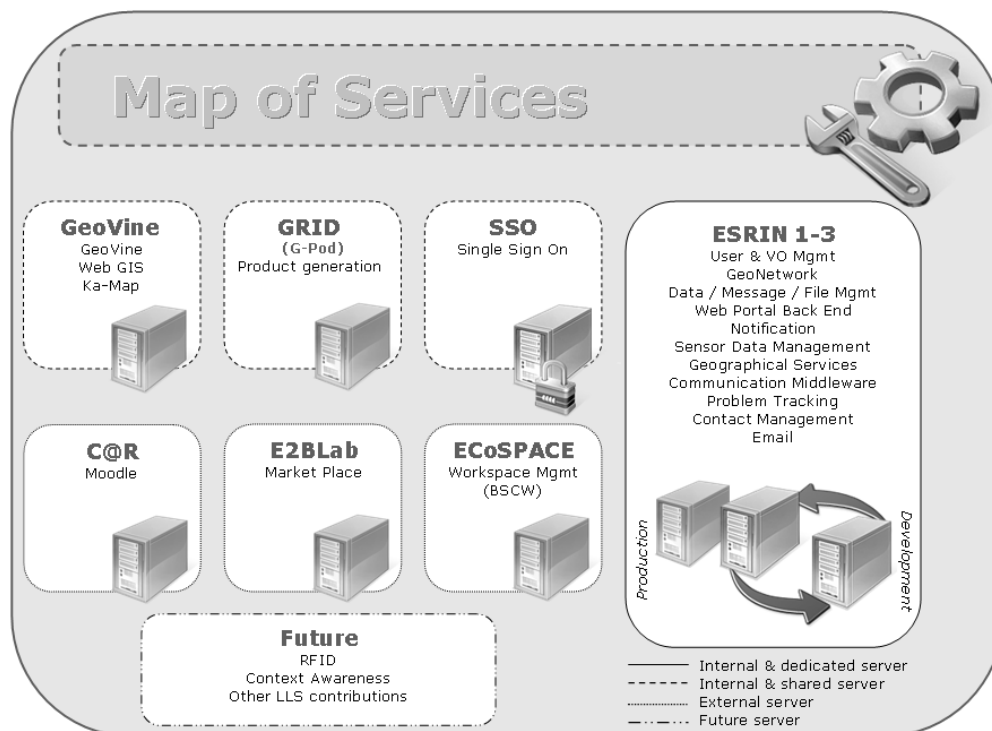 Map of Services
GeoVine
GeoVine
Web GIS
Ka-Map
GRID
(G-Pod)
Product generation
SSO
Single Sign On
ESRIN 1-3
User & VO Mgmt
GeoNetwork
Data / Message / File Mgmt
Web Portal Back End
Notification
Sensor Data Management
Geographical Services
Communication Middleware
Problem Tracking
Contact Management
Email
Production
Development
C@R
Moodle
E2BLab
Market Place
ECoSPACE
Workspace Mgmt
(BSCW)
Future
RFID
Context Awareness
Other LLS contributions
Internal & dedicated server
Internal & shared server
External server
Future server